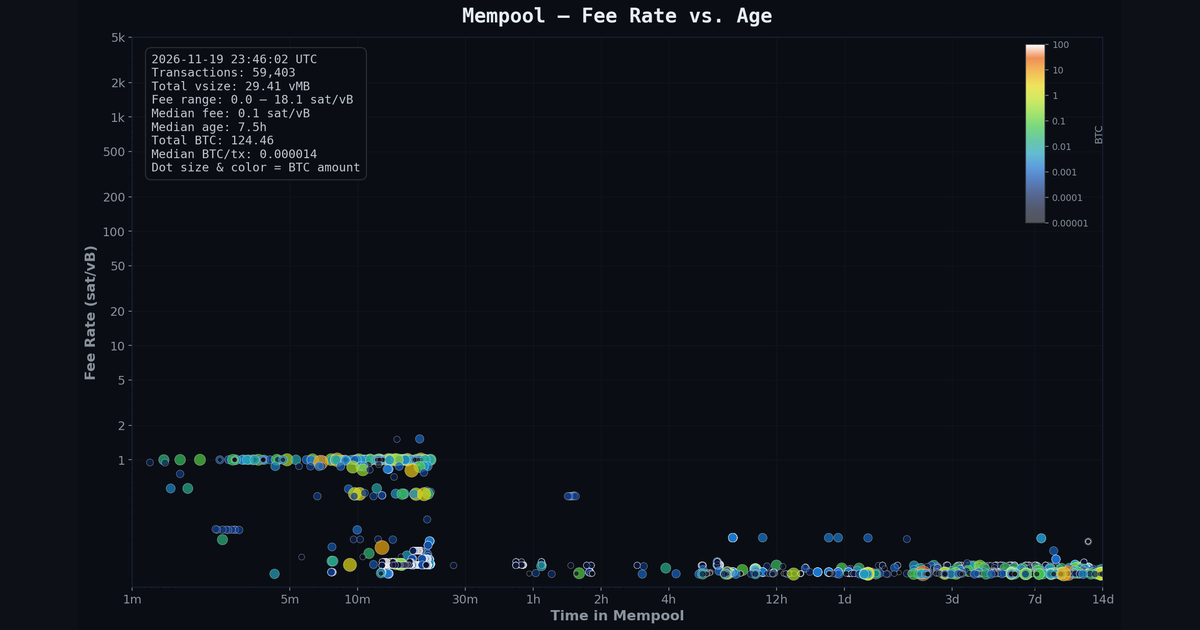 Mempool — Fee Rate vs. Age
2026-11-19 23:46:02 UTC
Transactions: 59,403
Total vsize: 29.41 vMB
Fee range: 0.0 – 18.1 sat/vB
Median fee: 0.1 sat/vB
Median age: 7.5h
Total BTC: 124.46
Median BTC/tx: 0.000014
Dot size & color = BTC amount
100
10
1
0.1
0.01
0.001
0.0001
0.00001
BTC
5k
2k
1k
500
200
100
50
20
10
5
2
1
Fee Rate (sat/vB)
1m 5m 10m 30m 1h 2h 4h 12h 1d 3d 7d 14d
Time in Mempool